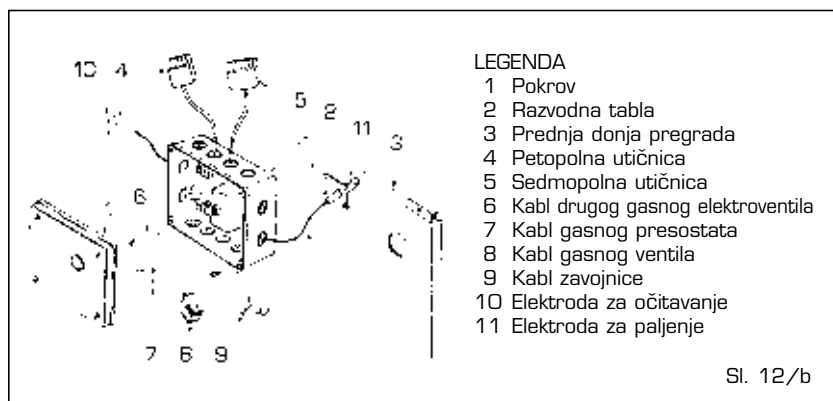 10 4
5 2 11 3
6
7 6 9
LEGENDA
1 Pokrov
2 Razvodna tabla
3 Prednja donja pregrada
4 Petopolna utičnica
5 Sedmopolna utičnica
6 Kabl drugog gasnog elektroventila
7 Kabl gasnog presostata
8 Kabl gasnog ventila
9 Kabl zavojnice
10 Elektroda za očitavanje
11 Elektroda za paljenje
Sl. 12/b